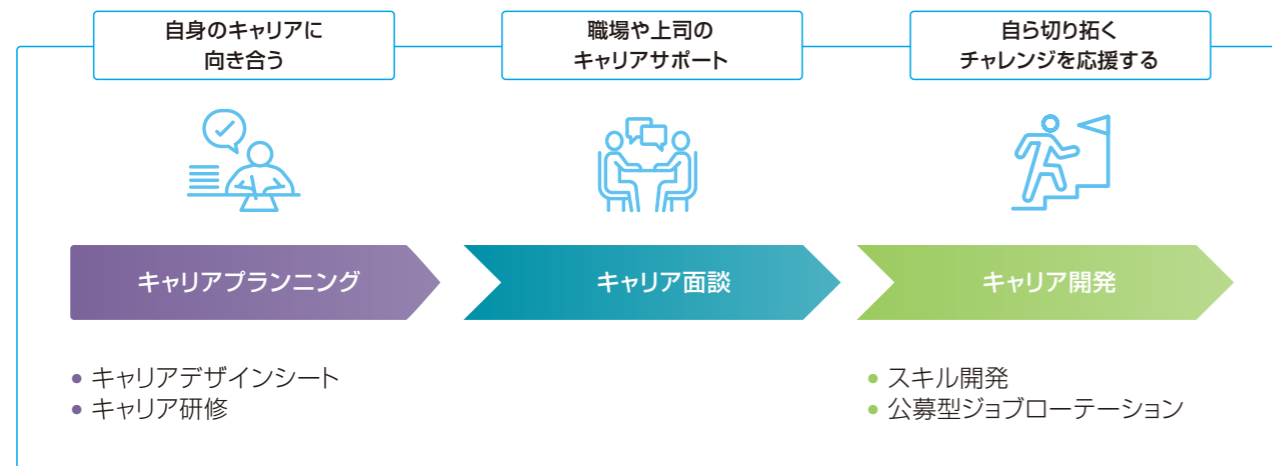 自身のキャリアに
向き合う
職場や上司の
キャリアサポート
自ら切り拓く
チャレンジを応援する
キャリアプランニング
キャリア面談
キャリア開発
• キャリアデザインシート
• キャリア研修
• スキル開発
• 公募型ジョブローテーション